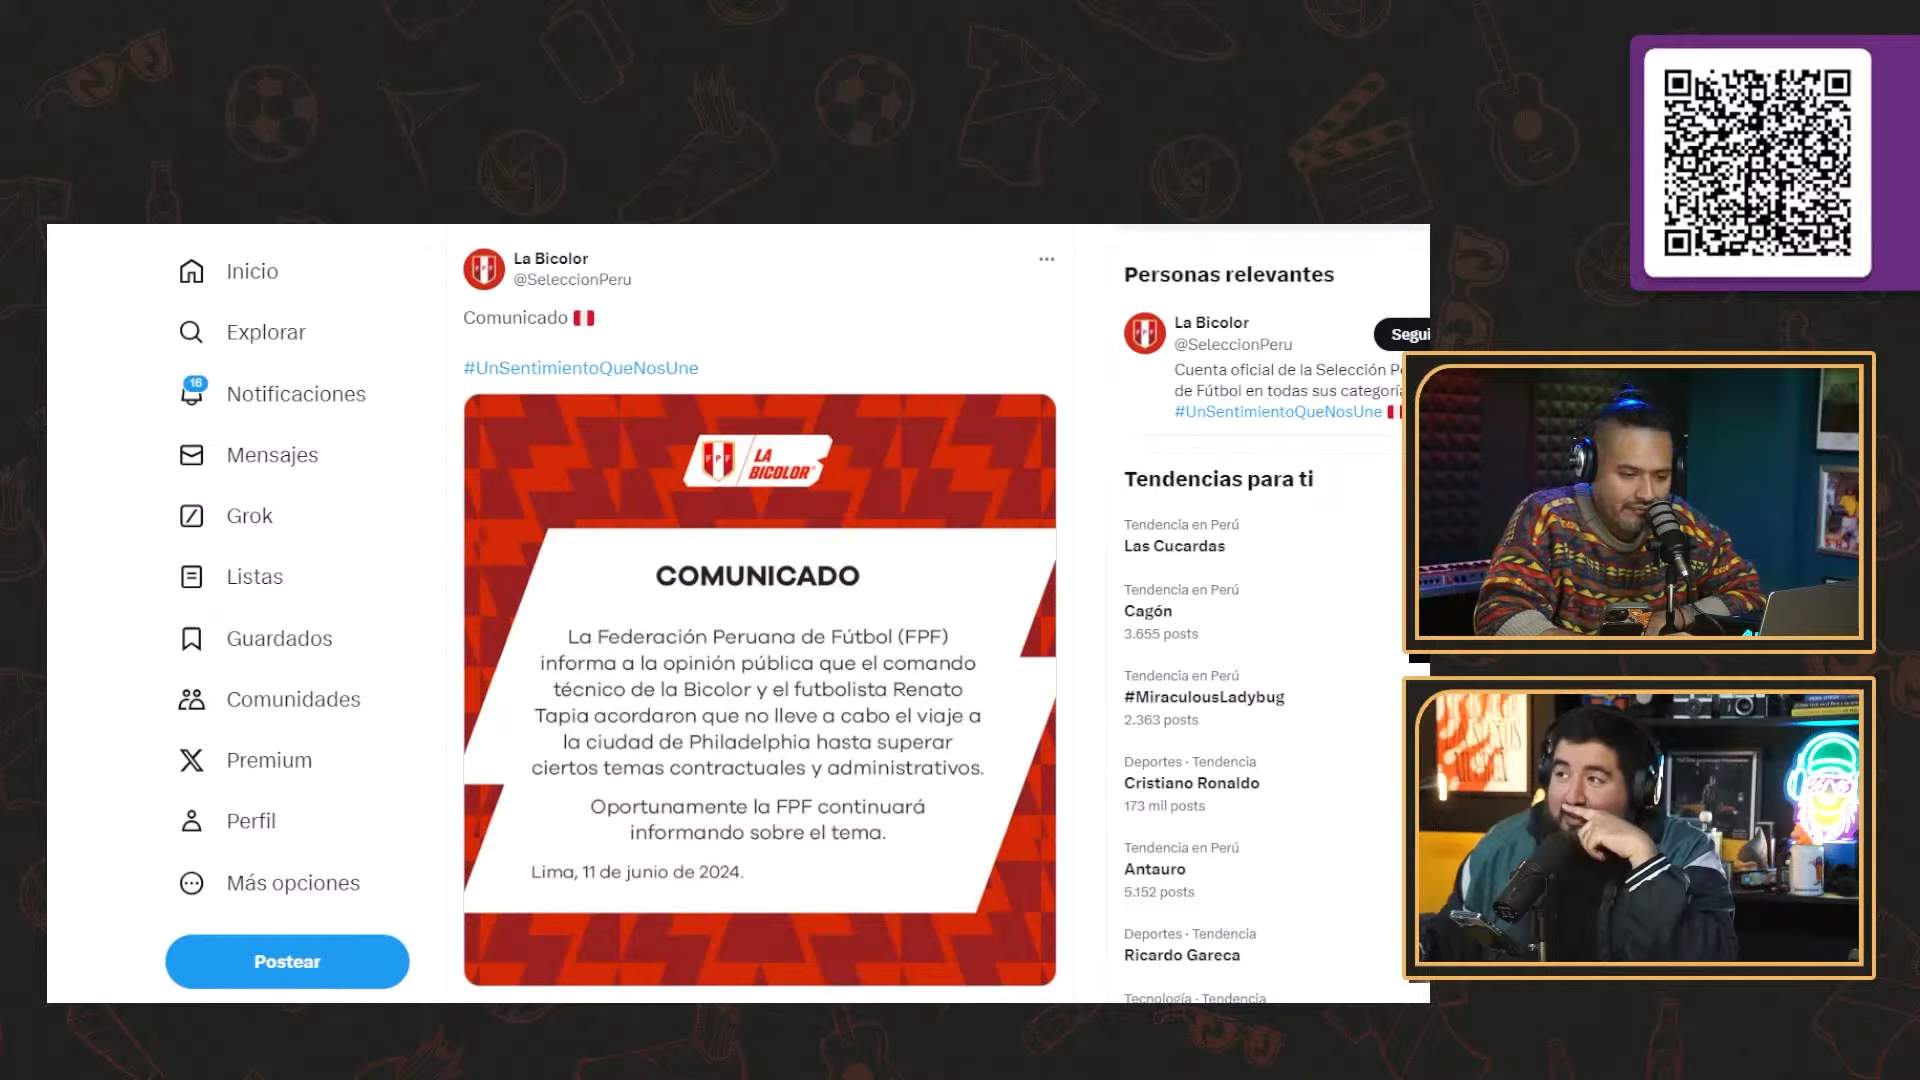 Inicio
Explorar
16
Notificaciones
Mensajes
Grok
Listas
Guardados
Comunidades
Premium
Perfil
Más opciones
Postear
La Bicolor
@SeleccionPeru
Comunicado
#UnSentimientoQueNosUne
FPF
LA
BICOLOR
COMUNICADO
La Federación Peruana de Fútbol (FPF)
informa a la opinión pública que el comando
técnico de la Bicolor y el futbolista Renato
Tapia acordaron que no lleve a cabo el viaje a
la ciudad de Philadelphia hasta superar
ciertos temas contractuales y administrativos.
Oportunamente la FPF continuará
informando sobre el tema.
Lima, 11 de junio de 2024.
Personas relevantes
La Bicolor
@SeleccionPeru
Segui
Cuenta oficial de la Selección P
de Fútbol en todas sus categorí
#UnSentimientoQueNosUne
Tendencias para ti
Tendencia en Perú
Las Cucardas
Tendencia en Perú
Cagón
3.655 posts
Tendencia en Perú
#MiraculousLadybug
2.363 posts
Deportes · Tendencia
Cristiano Ronaldo
173 mil posts
Tendencia en Perú
Antauro
5.152 posts
Deportes · Tendencia
Ricardo Gareca
Tecnología · Tendencia